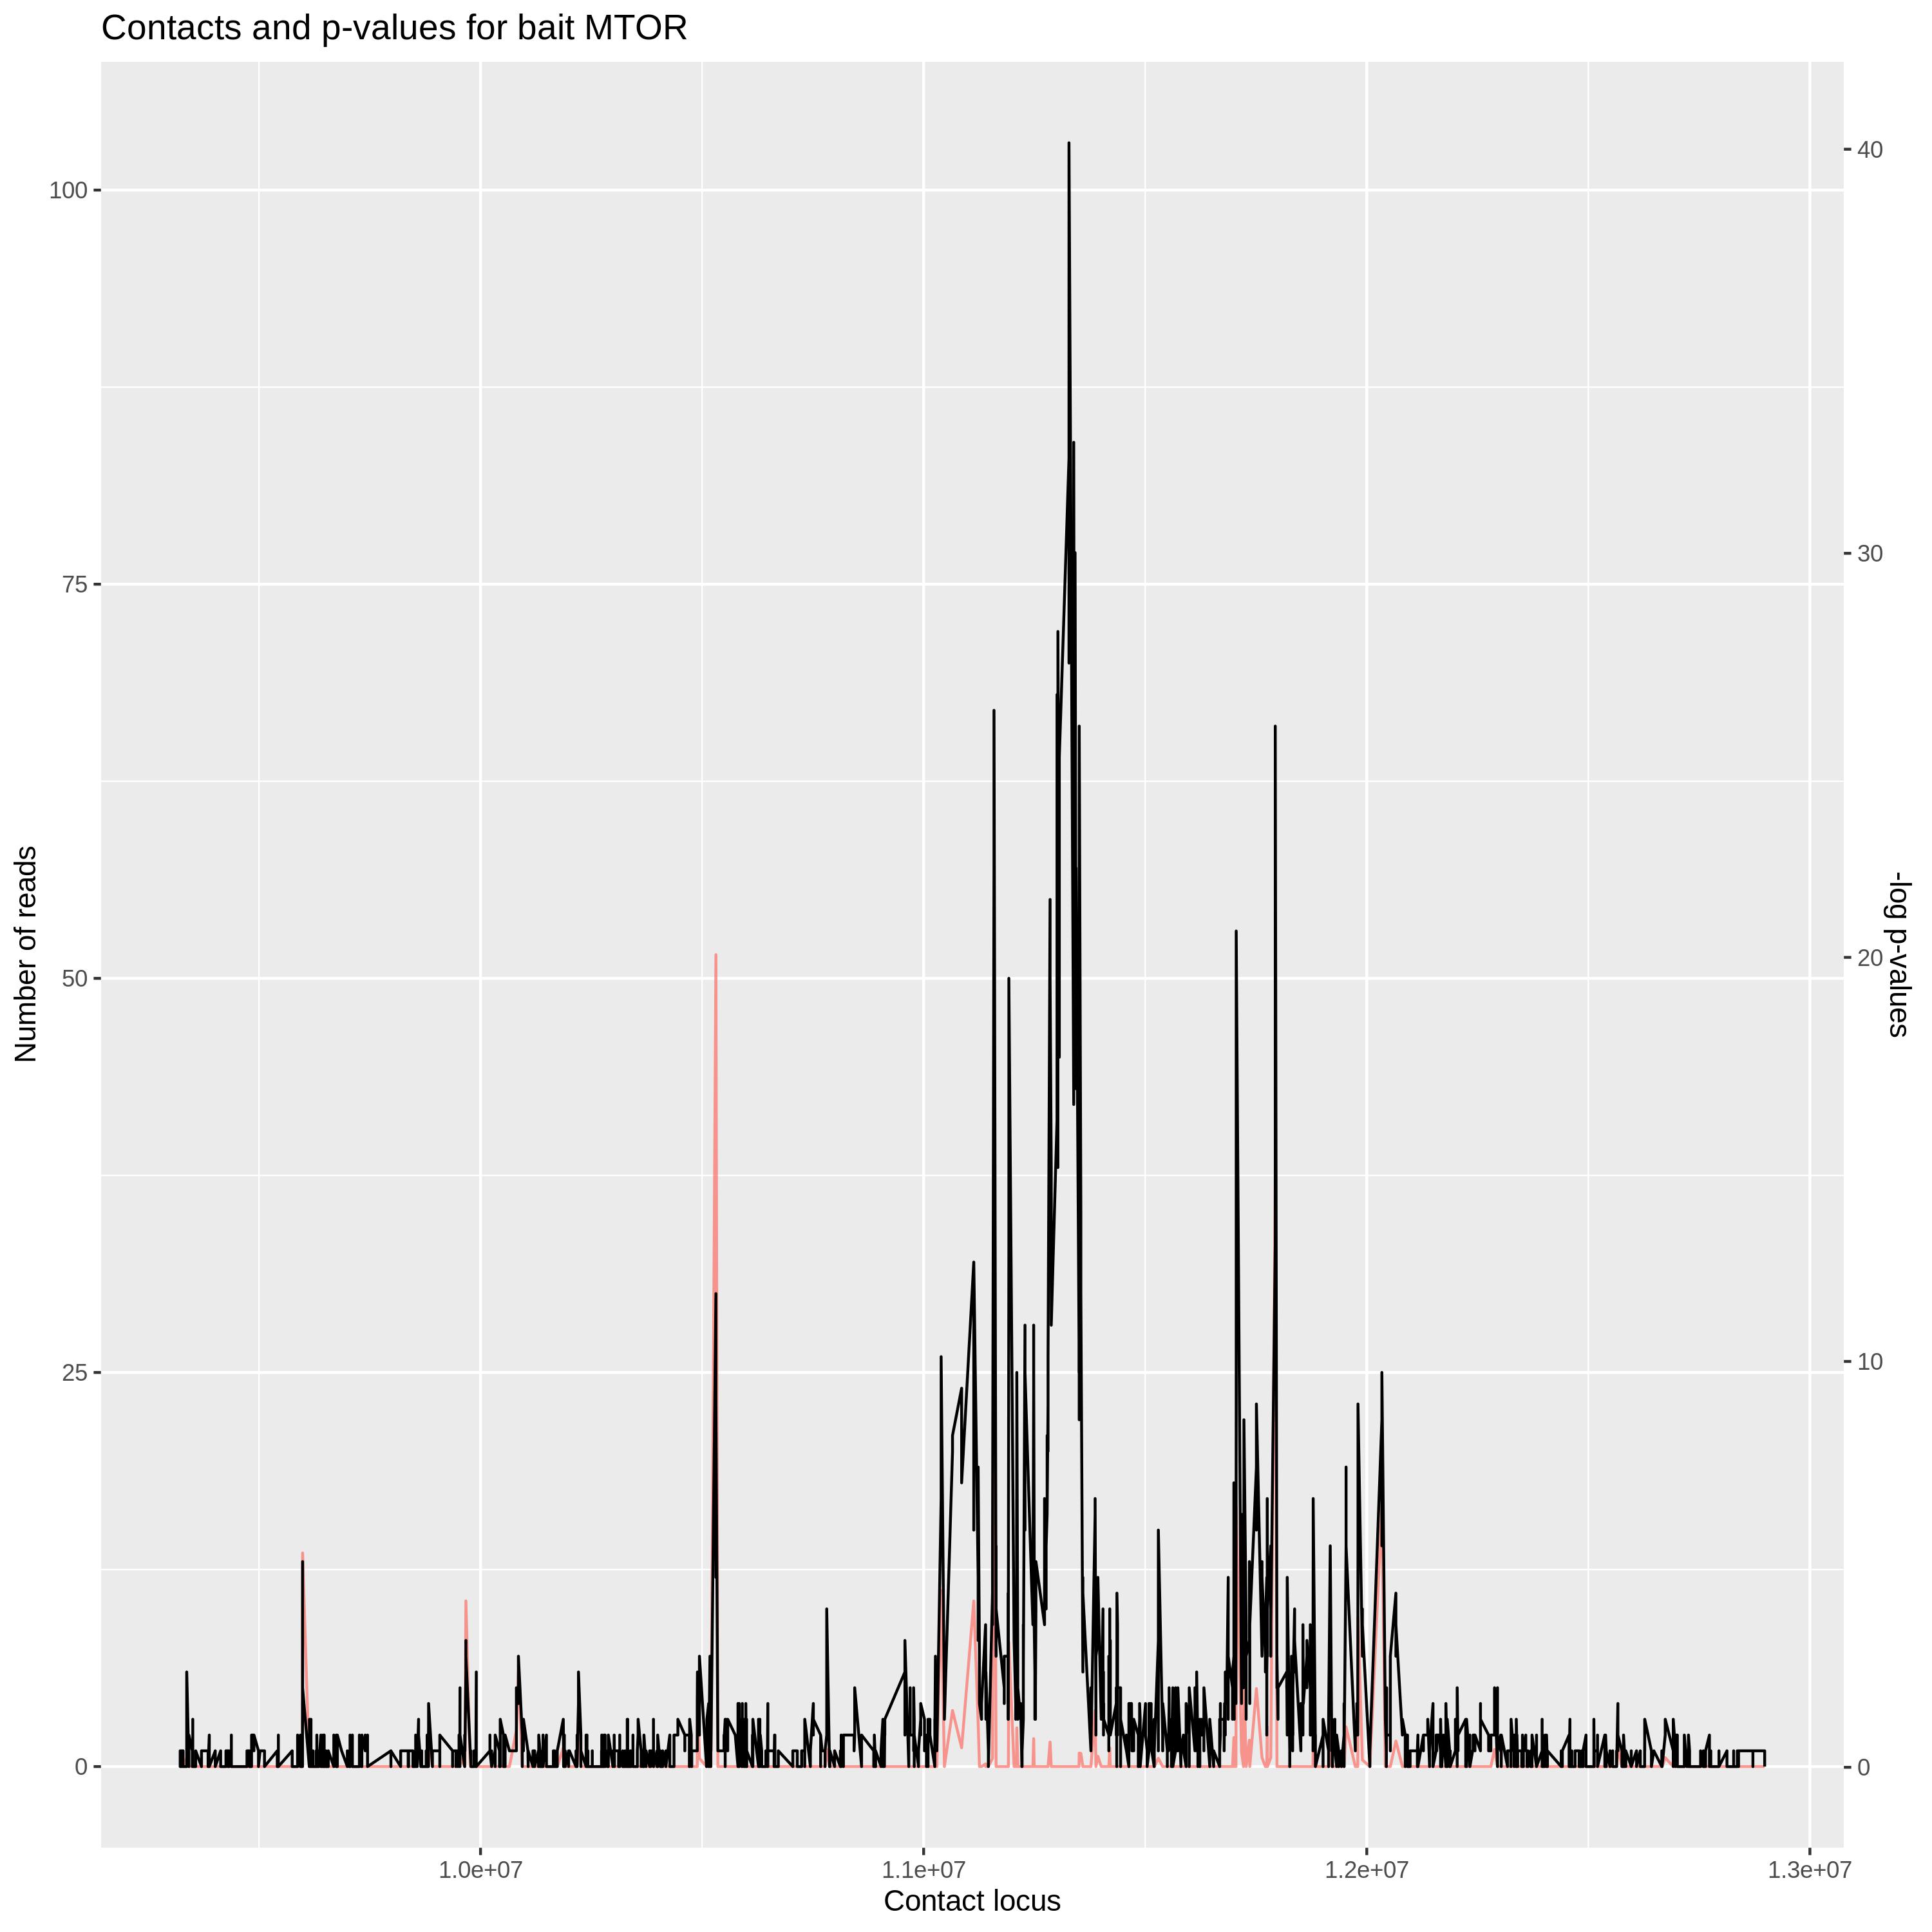 Contacts and p-values for bait MTOR
100
75
50
25
0
Number of reads
40
30
20
10
0
-log p-values
1.0e+07
1.1e+07
1.2e+07
1.3e+07
Contact locus